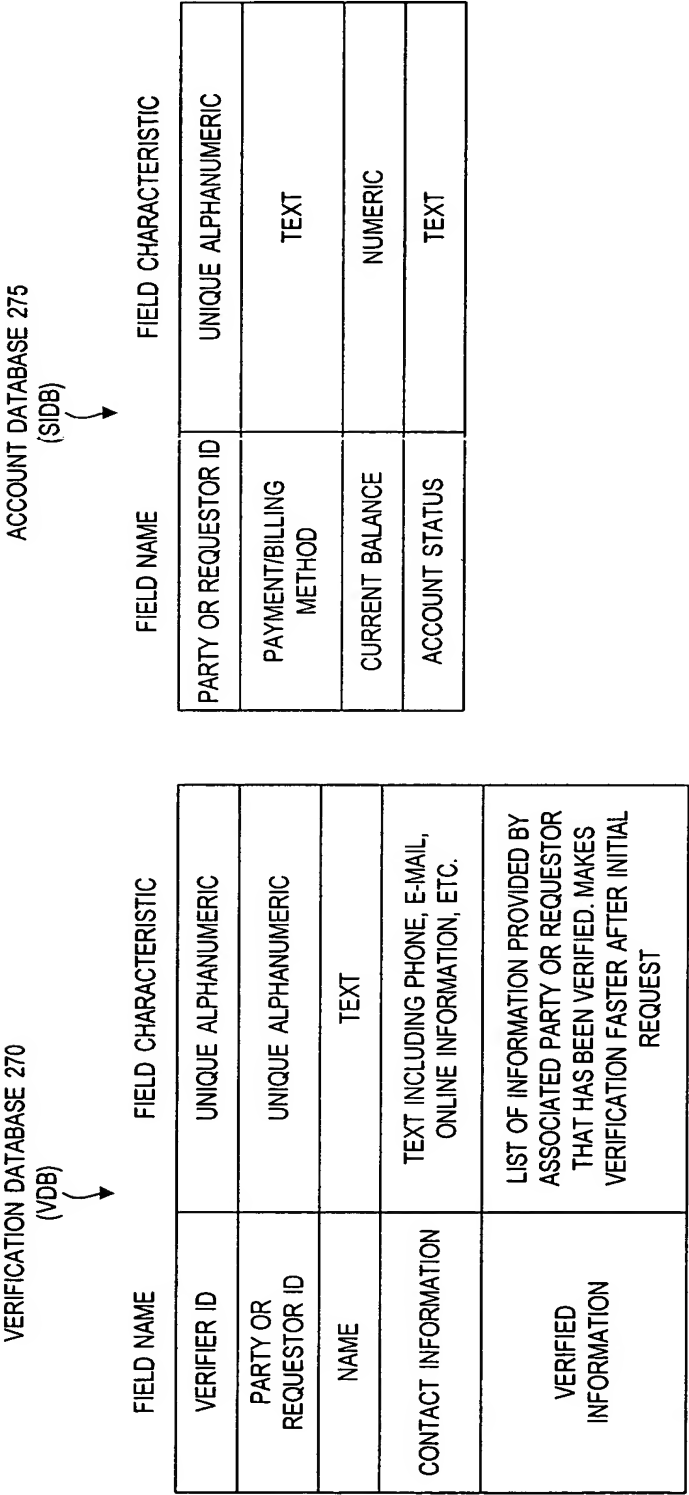 VERIFICATION DATABASE 270
(VDB)
FIELD NAME
FIELD CHARACTERISTIC
VERIFIER ID
UNIQUE ALPHANUMERIC
PARTY OR
REQUESTOR ID
UNIQUE ALPHANUMERIC
NAME
TEXT
CONTACT INFORMATION
TEXT INCLUDING PHONE, E-MAIL,
ONLINE INFORMATION, ETC.
VERIFIED
INFORMATION
LIST OF INFORMATION PROVIDED BY
ASSOCIATED PARTY OR REQUESTOR
THAT HAS BEEN VERIFIED. MAKES
VERIFICATION FASTER AFTER INITIAL
REQUEST
ACCOUNT DATABASE 275
(SIDB)
FIELD NAME
FIELD CHARACTERISTIC
PARTY OR REQUESTOR ID
UNIQUE ALPHANUMERIC
PAYMENT/BILLING
METHOD
TEXT
CURRENT BALANCE
NUMERIC
ACCOUNT STATUS
TEXT